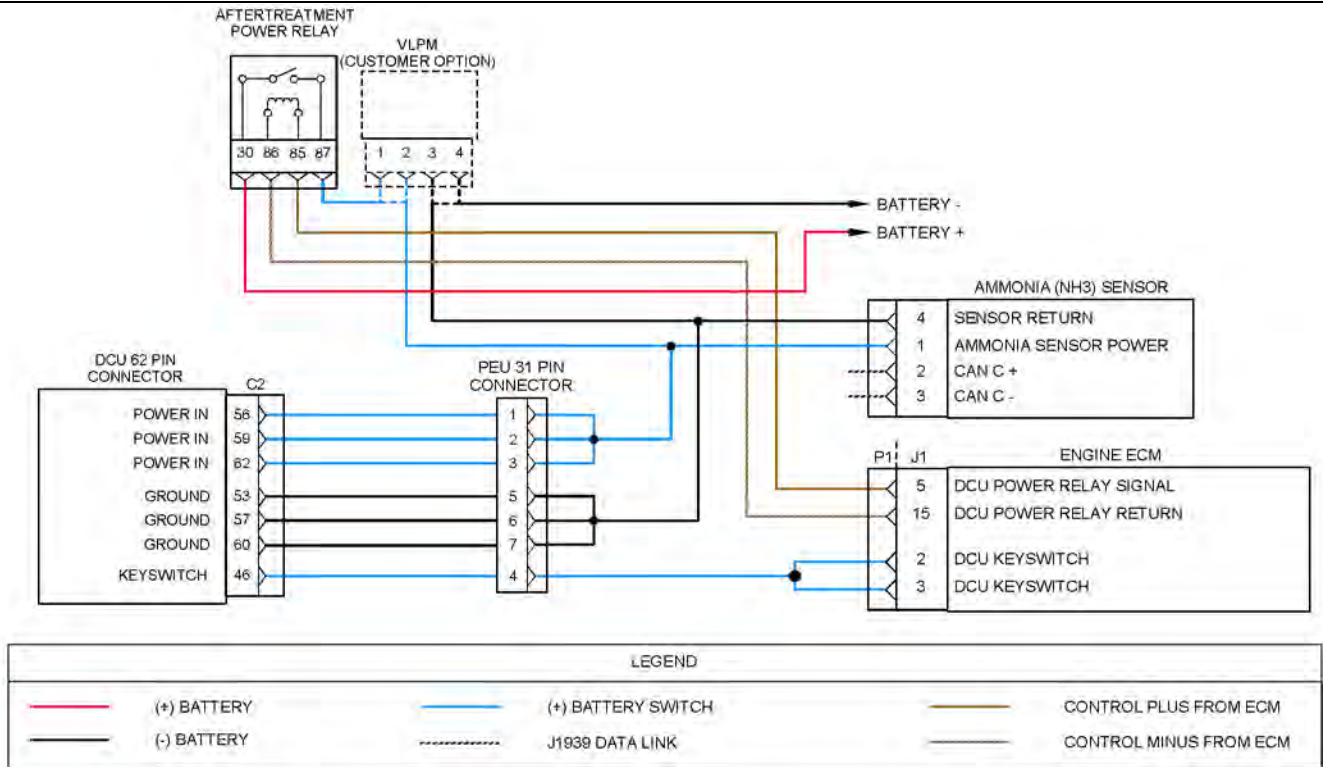 AFTERTREATMENT
POWER RELAY
VLPM
(CUSTOMER OPTION)
30 86 85 87
1 2 3 4
BATTERY -
BATTERY +
AMMONIA (NH3) SENSOR
4 SENSOR RETURN
1 AMMONIA SENSOR POWER
2 CAN C +
3 CAN C -
DCU 62 PIN
CONNECTOR
C2
PEU 31 PIN
CONNECTOR
POWER IN 56 1
POWER IN 59 2
POWER IN 62 3
GROUND 53 5
GROUND 57 6
GROUND 60 7
KEYSWITCH 46 4
P1 J1 ENGINE ECM
5 DCU POWER RELAY SIGNAL
15 DCU POWER RELAY RETURN
2 DCU KEYSWITCH
3 DCU KEYSWITCH
LEGEND
(+) BATTERY (+) BATTERY SWITCH CONTROL PLUS FROM ECM
(-) BATTERY J1939 DATA LINK CONTROL MINUS FROM ECM